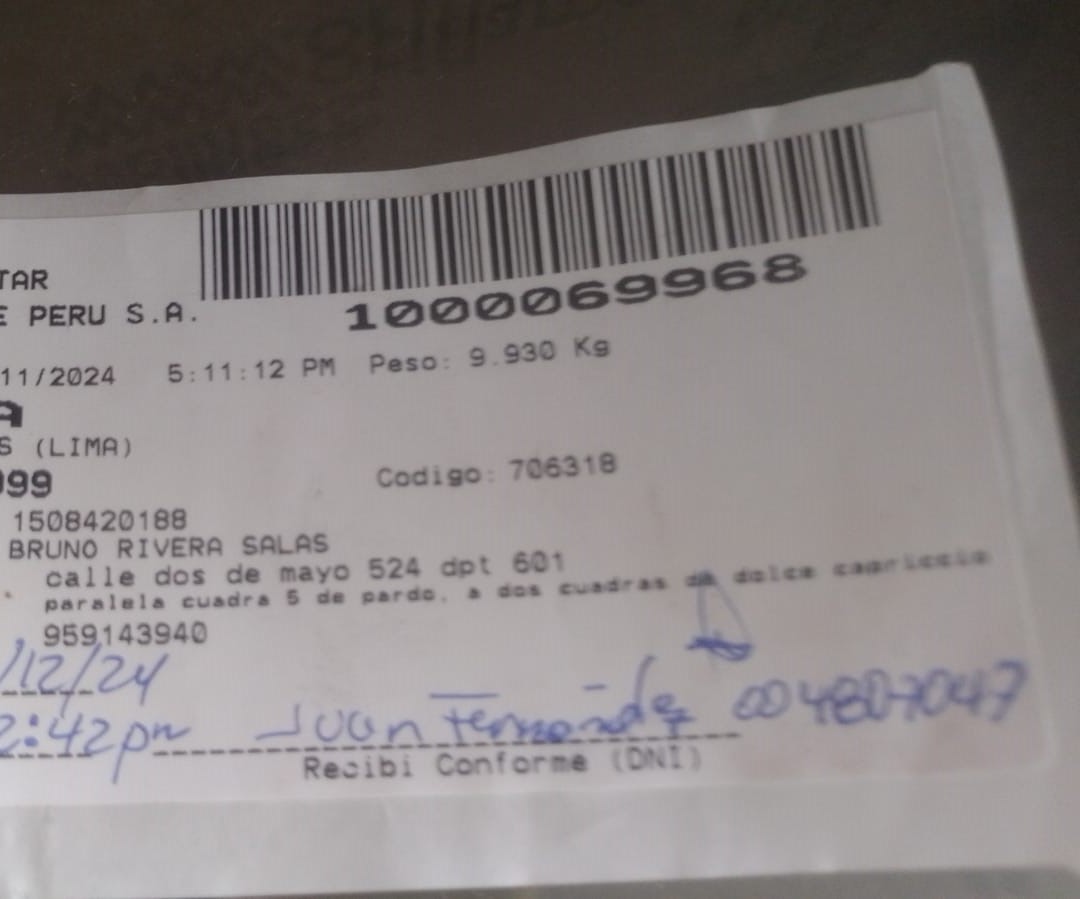 TAR
E PERU S.A.
1000069968
11/2024 5:11:12 PM Peso: 9.930 Kg
A
S (LIMA)
999 Codigo: 706318
1508420188
BRUNO RIVERA SALAS
calle dos de mayo 524 dpt 601
paralela cuadra 5 de pardo, a dos cuadras de dolce capriccio
959143940
/12/24
2:42pm Juan Fernandez 004807047
Recibi Conforme (DNI)